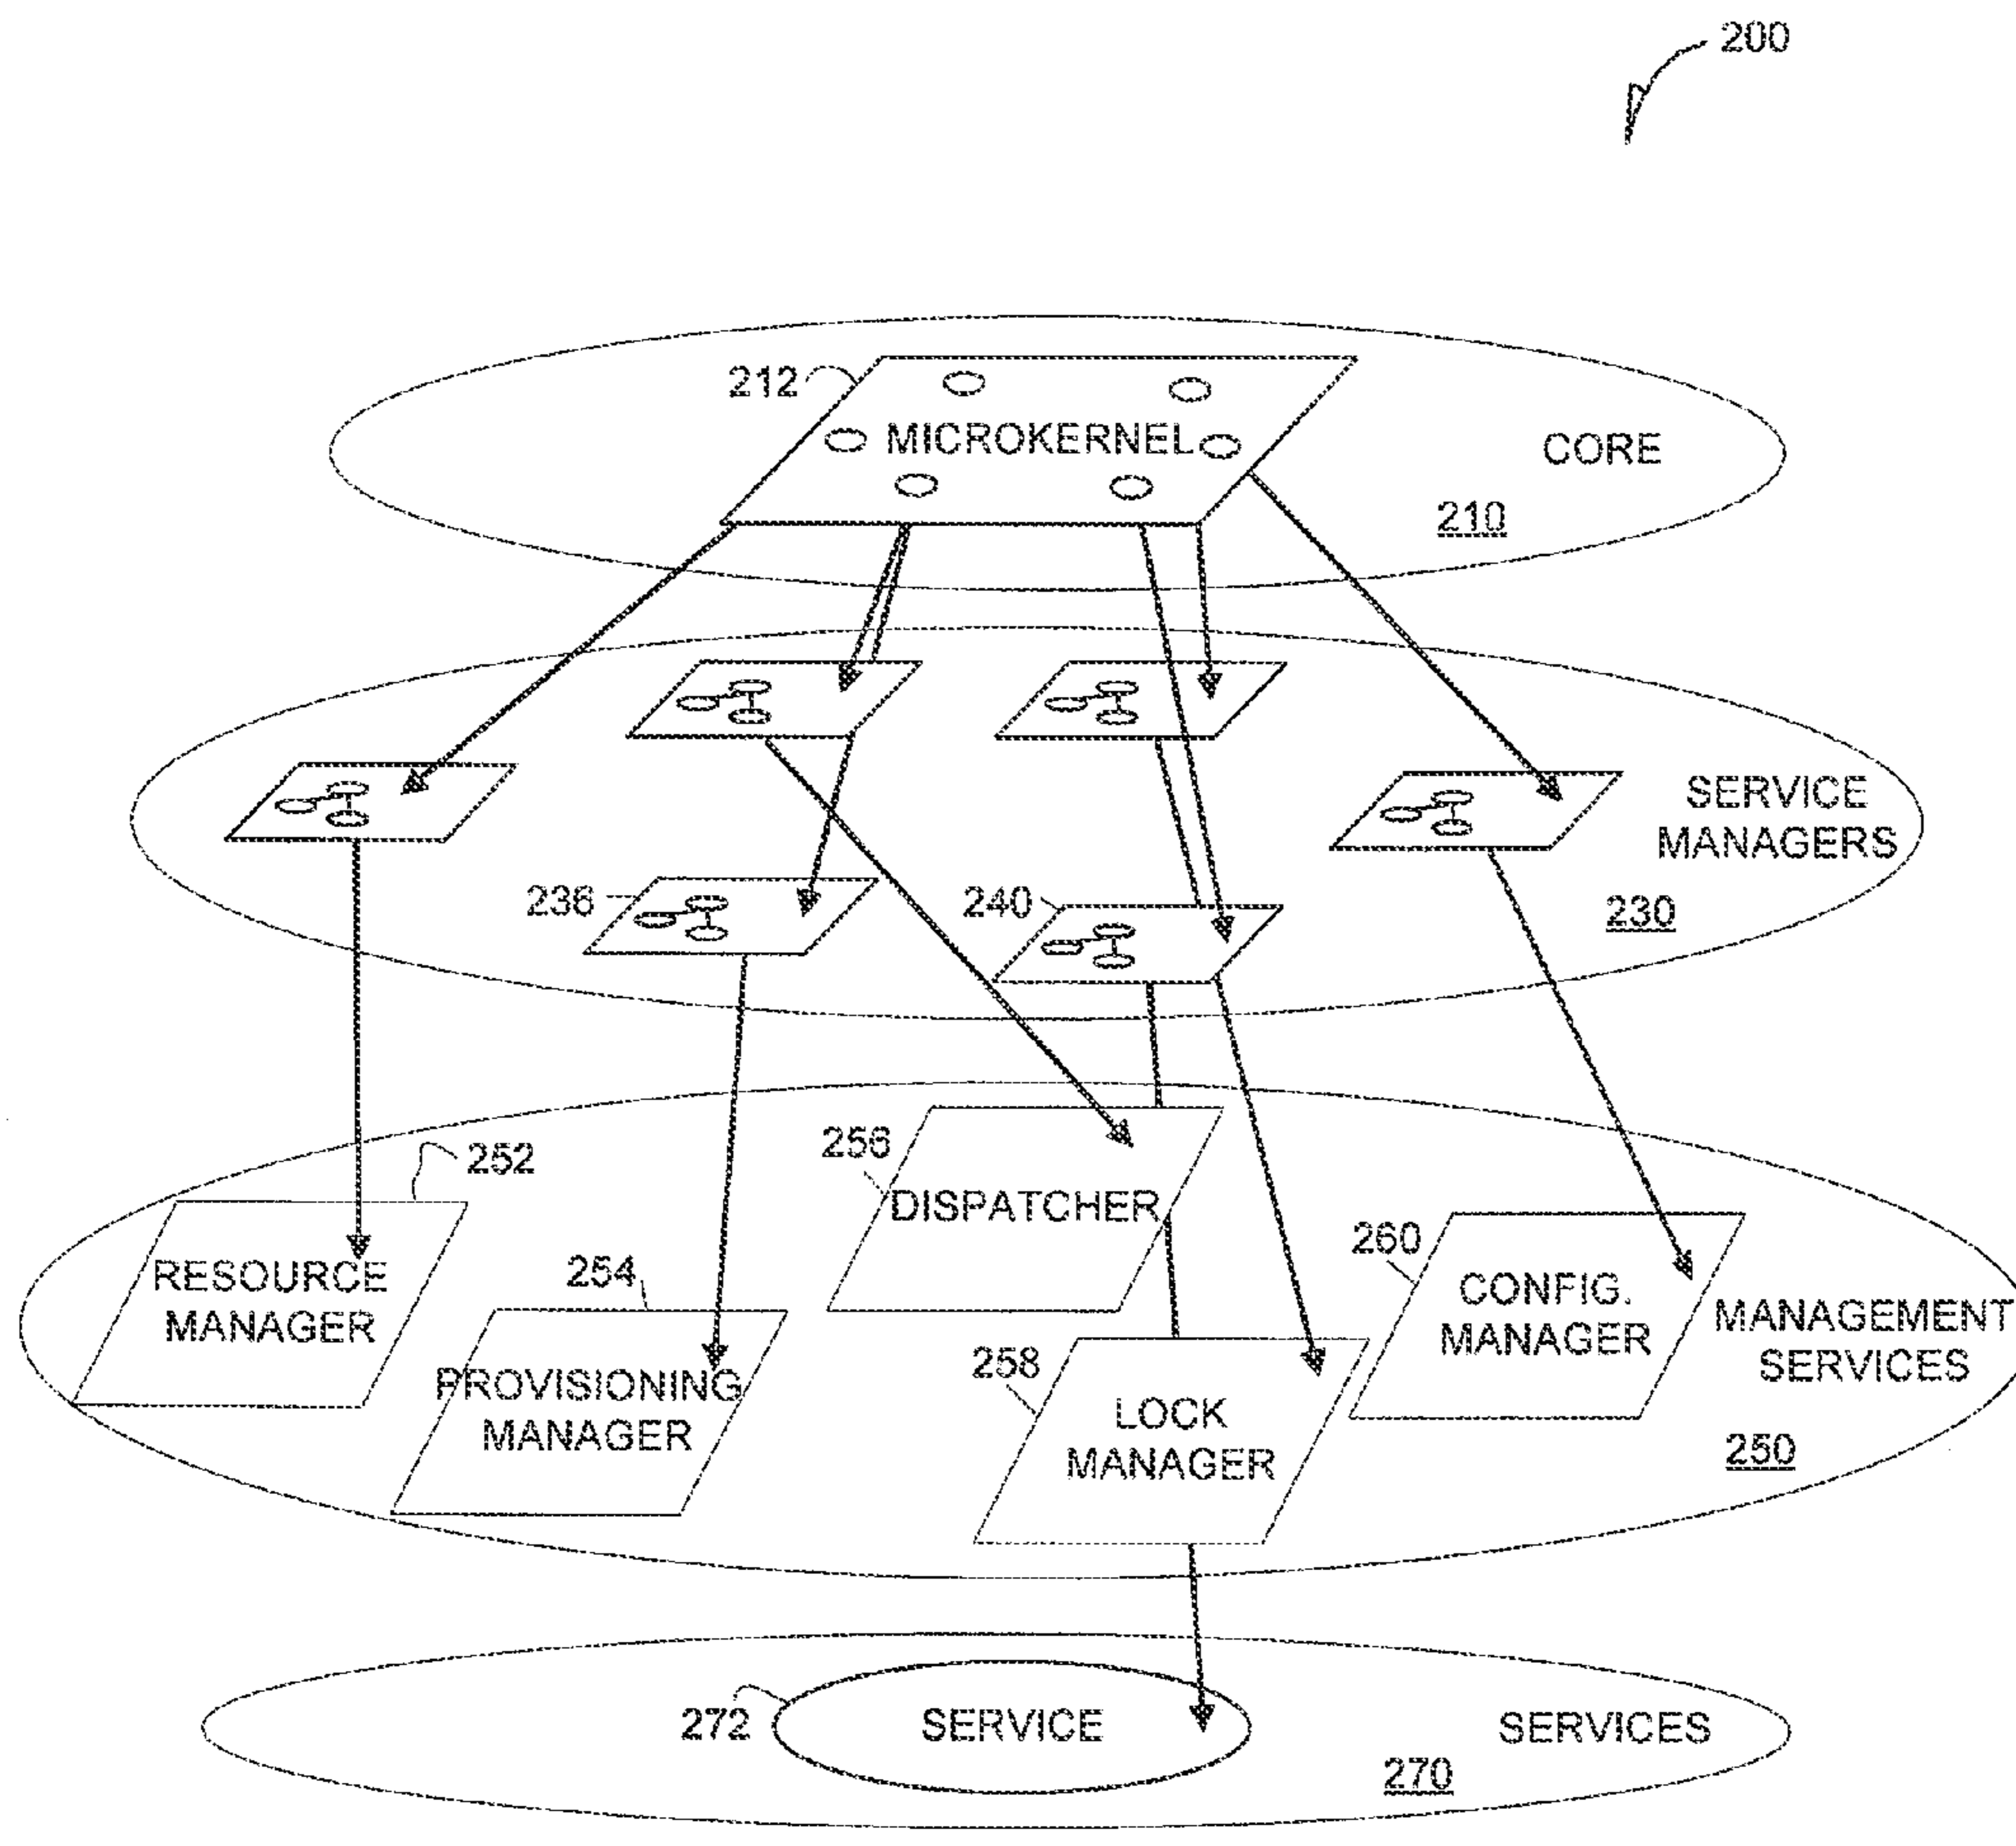 200
212
MICROKERNEL
CORE
210
SERVICE
MANAGERS
236
240
230
252
256
DISPATCHER
RESOURCE
MANAGER
254
260
CONFIG.
MANAGER
MANAGEMENT
SERVICES
PROVISIONING
MANAGER
258
LOCK
MANAGER
250
272
SERVICE
SERVICES
270